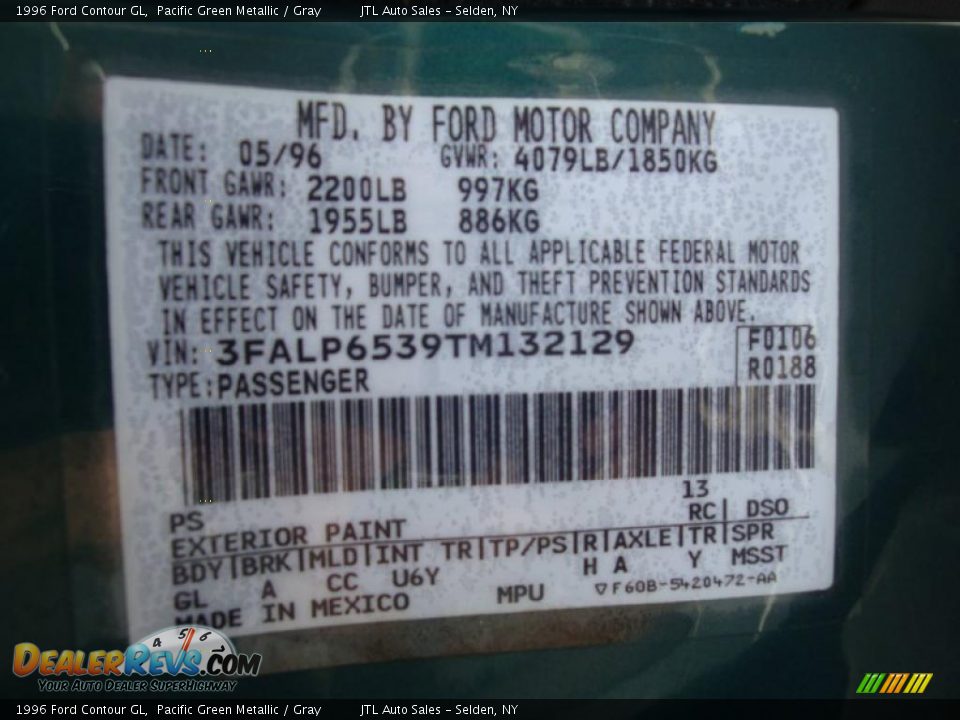 1996 Ford Contour GL,  Pacific Green Metallic / Gray    JTL Auto Sales - Selden, NY
MFD. BY FORD MOTOR COMPANY
DATE: 05/96 GVWR: 4079LB/1850KG
FRONT GAWR: 2200LB 997KG
REAR GAWR: 1955LB 886KG
THIS VEHICLE CONFORMS TO ALL APPLICABLE FEDERAL MOTOR
VEHICLE SAFETY, BUMPER, AND THEFT PREVENTION STANDARDS
IN EFFECT ON THE DATE OF MANUFACTURE SHOWN ABOVE.
VIN: 3FALP6539TM132129 F0106
TYPE: PASSENGER R0188
13
PS RC| DSO
EXTERIOR PAINT
BDY|BRK|MLD|INT TR|TP/PS|R|AXLE|TR|SPR
GL A CC U6Y H A Y MSST
MADE IN MEXICO MPU ▽F60B-5420472-AA
4 5 6
DEALERREVS.COM
YOUR AUTO DEALER SUPERHIGHWAY
1996 Ford Contour GL,  Pacific Green Metallic / Gray    JTL Auto Sales - Selden, NY